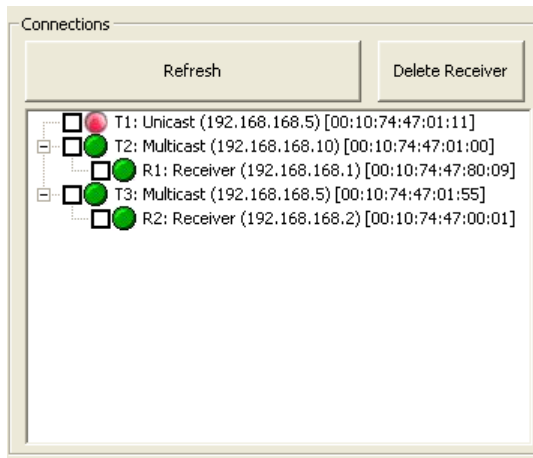 Connections
Refresh
Delete Receiver
T1: Unicast (192.168.168.5) [00:10:74:47:01:11]
T2: Multicast (192.168.168.10) [00:10:74:47:01:00]
R1: Receiver (192.168.168.1) [00:10:74:47:80:09]
T3: Multicast (192.168.168.5) [00:10:74:47:01:55]
R2: Receiver (192.168.168.2) [00:10:74:47:00:01]